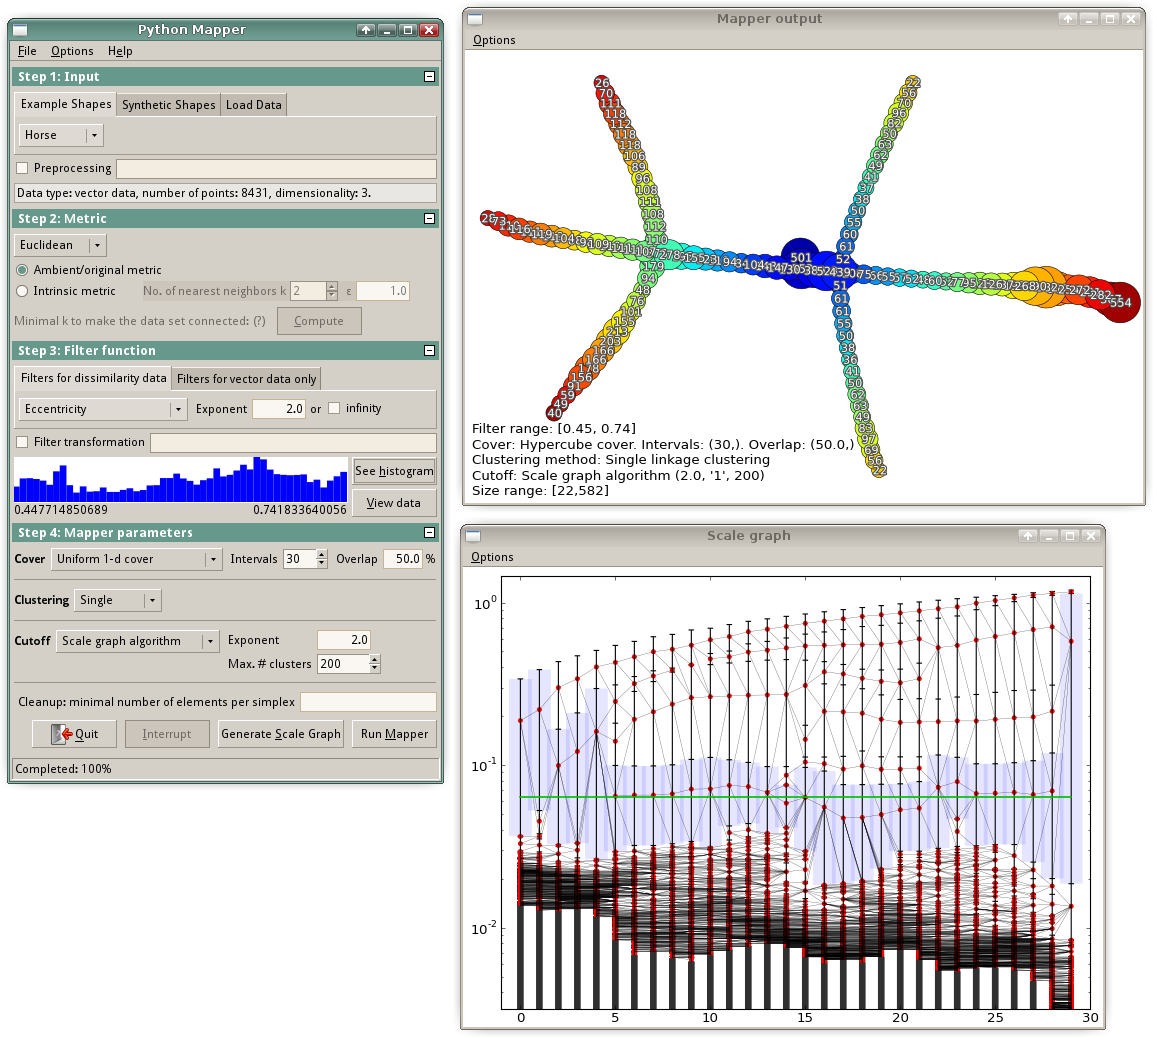 Python Mapper
File Options Help
Step 1: Input
Example Shapes Synthetic Shapes Load Data
Horse
Preprocessing
Data type: vector data, number of points: 8431, dimensionality: 3.
Step 2: Metric
Euclidean
Ambient/original metric
Intrinsic metric No. of nearest neighbors k 2 ε 1.0
Minimal k to make the data set connected: (?) Compute
Step 3: Filter function
Filters for dissimilarity data Filters for vector data only
Eccentricity Exponent 2.0 or infinity
Filter transformation
See histogram
View data
0.447714850689 0.741833640056
Step 4: Mapper parameters
Cover Uniform 1-d cover Intervals 30 Overlap 50.0 %
Clustering Single
Cutoff Scale graph algorithm Exponent 2.0
Max. # clusters 200
Cleanup: minimal number of elements per simplex
Quit Interrupt Generate Scale Graph Run Mapper
Completed: 100%
Mapper output
Options
26
70
111
118
112
118
118
106
89
96
108
111
108
112
110
22
56
70
96
82
50
63
62
49
41
37
38
50
55
60
61
52
501
179
94
48
76
101
155
213
203
166
166
178
156
91
59
49
40
51
61
61
55
50
38
36
41
50
62
63
49
83
97
69
56
22
282
554
Filter range: [0.45, 0.74]
Cover: Hypercube cover. Intervals: (30,). Overlap: (50.0,)
Clustering method: Single linkage clustering
Cutoff: Scale graph algorithm (2.0, '1', 200)
Size range: [22,582]
Scale graph
Options
10⁰
10⁻¹
10⁻²
0 5 10 15 20 25 30